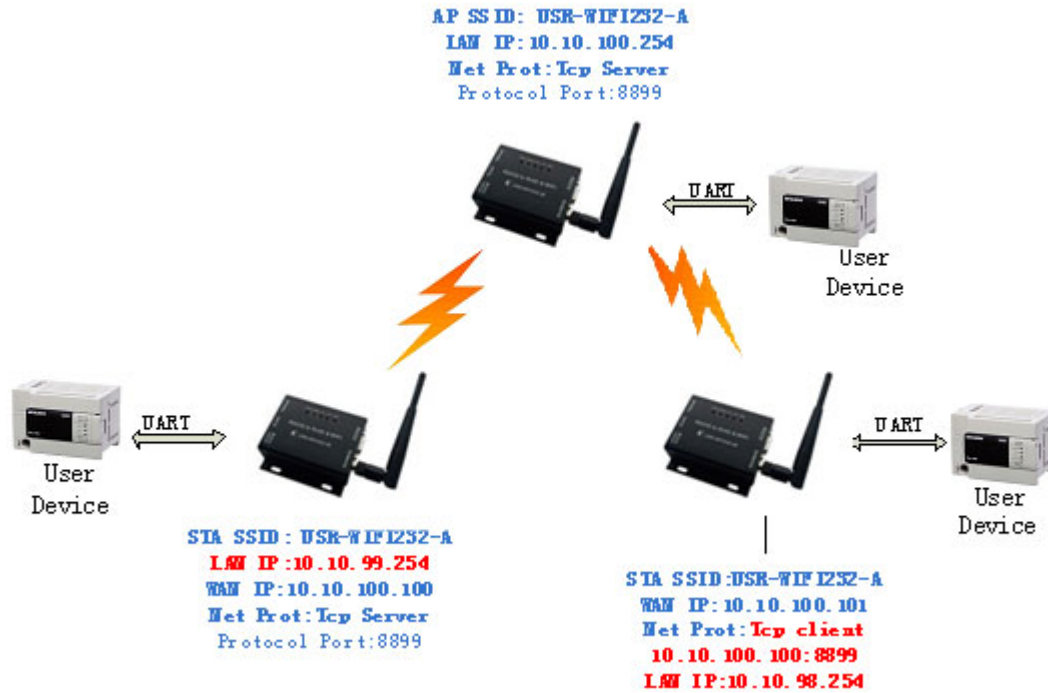 AP SSID: USR-WIFI232-A
LAN IP:10.10.100.254
Net Prot:Tcp Server
Protocol Port:8899
UART
User
Device
UART
User
Device
UART
User
Device
STA SSID: USR-WIFI232-A
LAN IP:10.10.99.254
WAN IP:10.10.100.100
Net Prot:Tcp Server
Protocol Port:8899
STA SSID:USR-WIFI232-A
WAN IP:10.10.100.101
Net Prot:Tcp client
10.10.100.100:8899
LAN IP:10.10.98.254